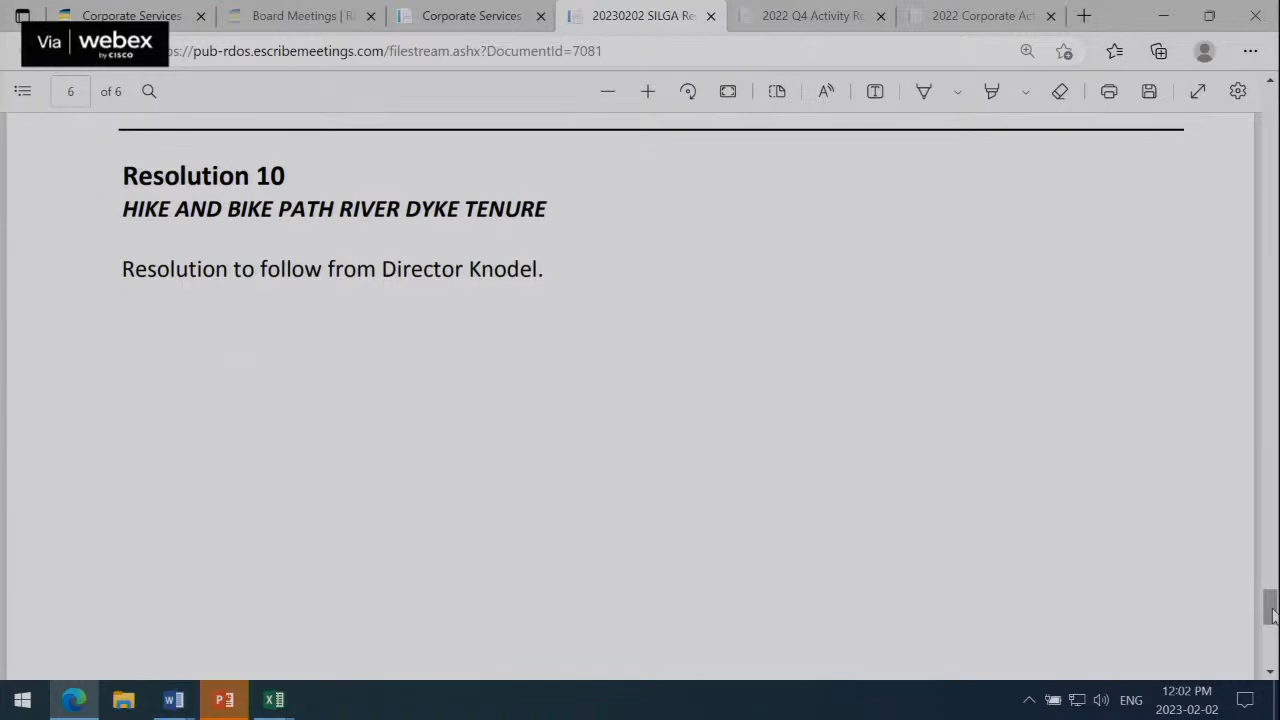 Corporate Services
Board Meetings | R
Corporate Services
20230202 SILGA Re
2022 Q4 Activity Re
2022 Corporate Act
Via webex
by CISCO
s://pub-rdos.escribemeetings.com/filestream.ashx?DocumentId=7081
6 of 6
Resolution 10
HIKE AND BIKE PATH RIVER DYKE TENURE
Resolution to follow from Director Knodel.
ENG
12:02 PM
2023-02-02